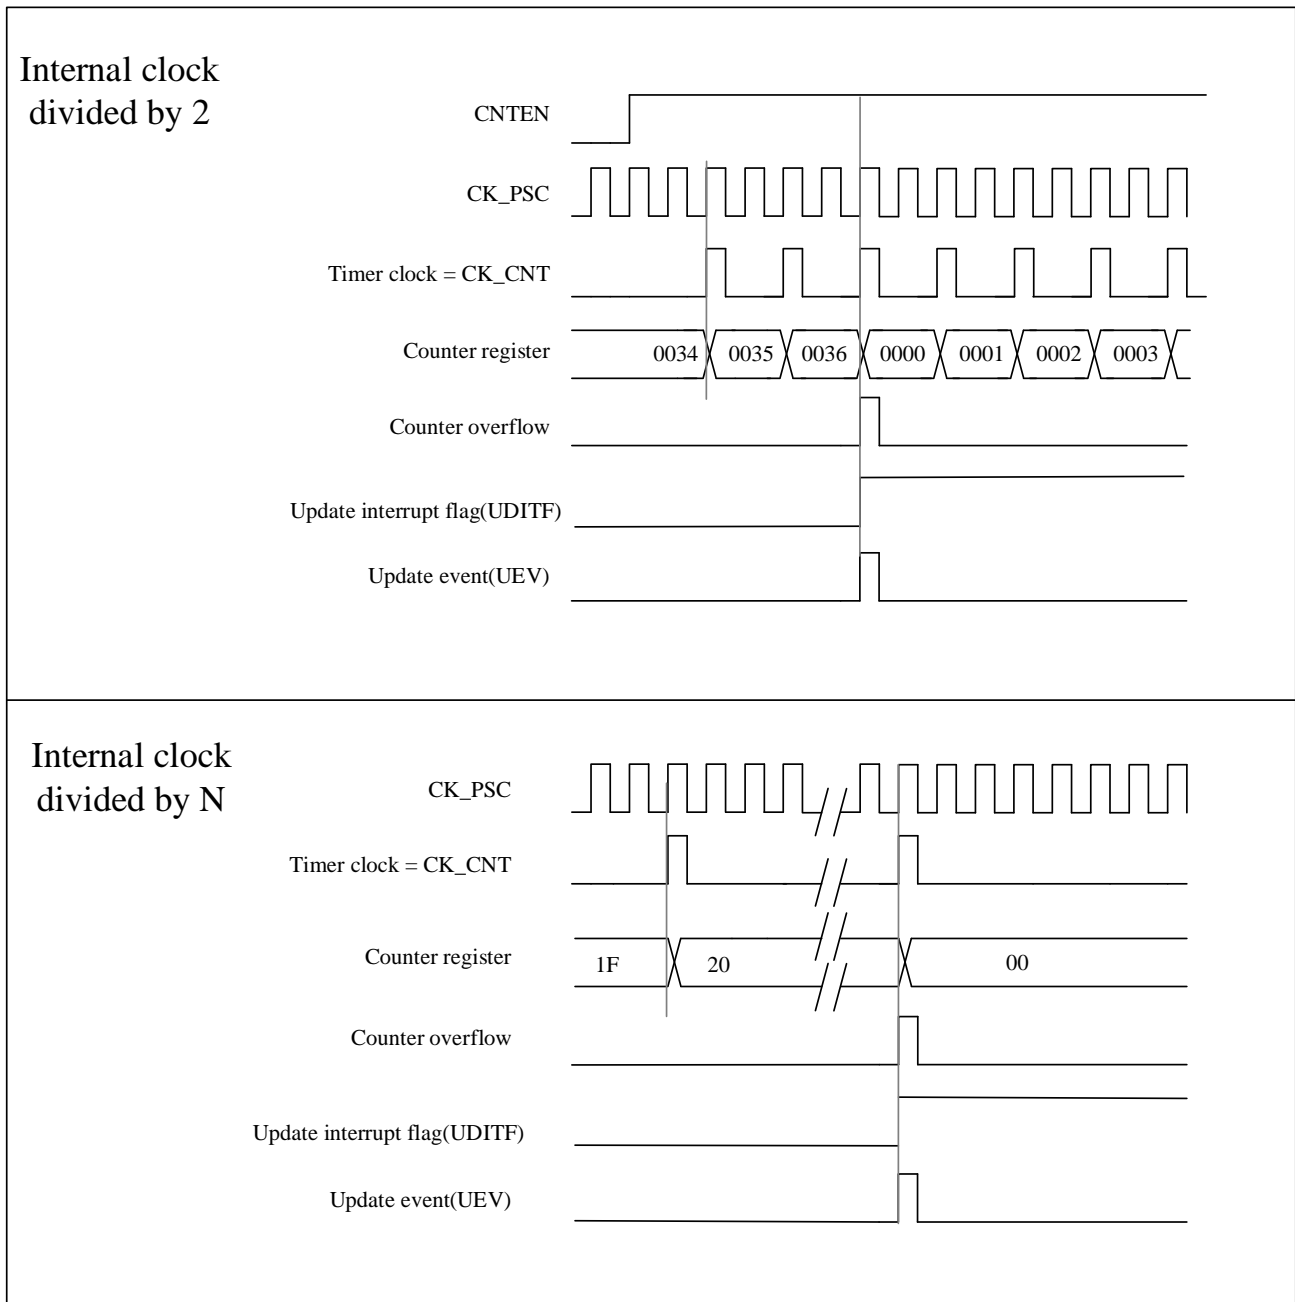 Internal clock
divided by 2
CNTEN
CK_PSC
Timer clock = CK_CNT
Counter register
0034 0035 0036 0000 0001 0002 0003
Counter overflow
Update interrupt flag(UDITF)
Update event(UEV)
Internal clock
divided by N
CK_PSC
Timer clock = CK_CNT
Counter register
1F 20 00
Counter overflow
Update interrupt flag(UDITF)
Update event(UEV)